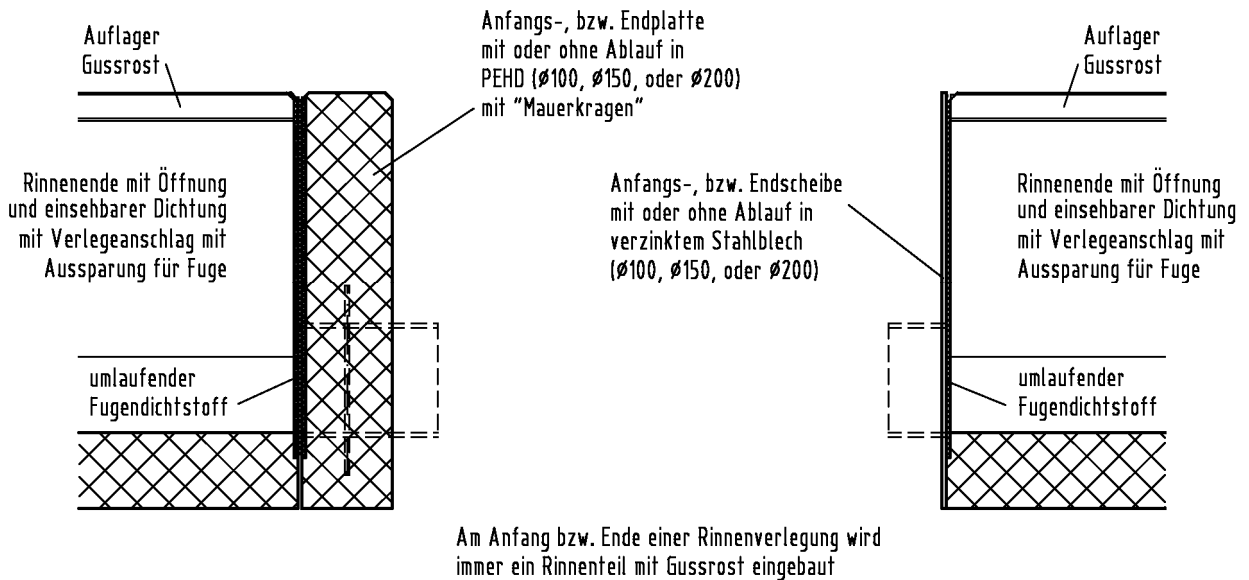 Auflager
Gussrost
Anfangs-, bzw. Endplatte
mit oder ohne Ablauf in
PEHD (Ø100, Ø150, oder Ø200)
mit "Mauerkragen"
Auflager
Gussrost
Rinnenende mit Öffnung
und einsehbarer Dichtung
mit Verlegeanschlag mit
Aussparung für Fuge
Anfangs-, bzw. Endscheibe
mit oder ohne Ablauf in
verzinktem Stahlblech
(Ø100, Ø150, oder Ø200)
Rinnenende mit Öffnung
und einsehbarer Dichtung
mit Verlegeanschlag mit
Aussparung für Fuge
umlaufender
Fugendichtstoff
umlaufender
Fugendichtstoff
Am Anfang bzw. Ende einer Rinnenverlegung wird
immer ein Rinnenteil mit Gussrost eingebaut